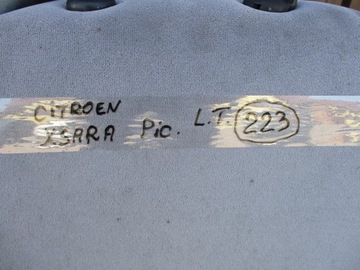 CITROEN
XSARA Pic. L.T. 223